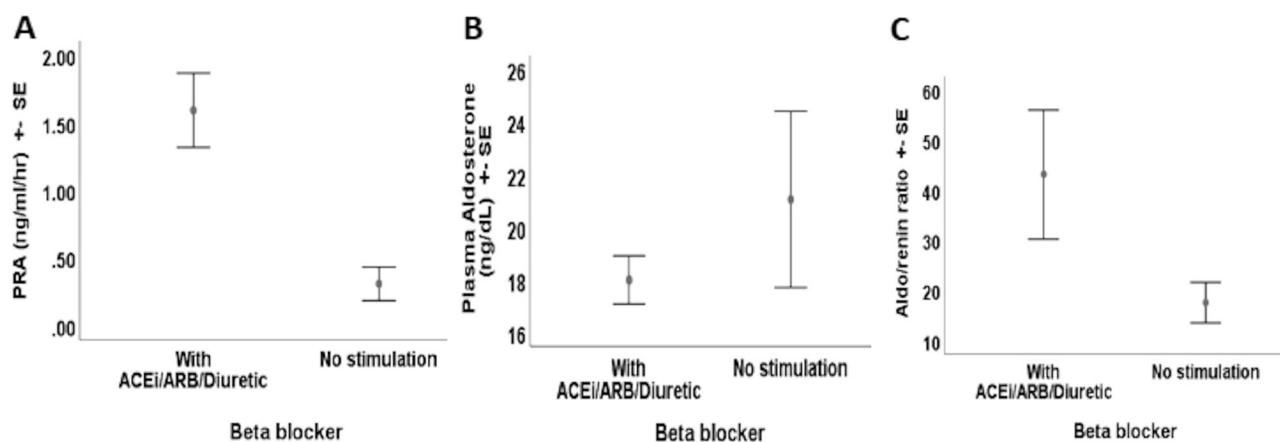 A
PRA (ng/ml/hr) +- SE
2.00
1.50
1.00
.50
.00
With
ACEi/ARB/Diuretic
No stimulation
Beta blocker
B
Plasma Aldosterone
(ng/dL) +- SE
26
24
22
20
18
16
With
ACEi/ARB/Diuretic
No stimulation
Beta blocker
C
Aldo/renin ratio +- SE
60
50
40
30
20
10
With
ACEi/ARB/Diuretic
No stimulation
Beta blocker